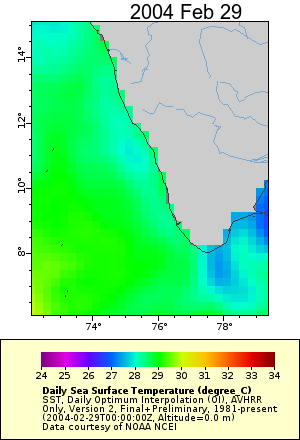 2004 Feb 29
14°
12°
10°
8°
74° 76° 78°
24 25 26 27 28 29 30 31 32 33 34
Daily Sea Surface Temperature (degree_C)
SST, Daily Optimum Interpolation (OI), AVHRR
Only, Version 2, Final+Preliminary, 1981-present
(2004-02-29T00:00:00Z, Altitude=0.0 m)
Data courtesy of NOAA NCEI